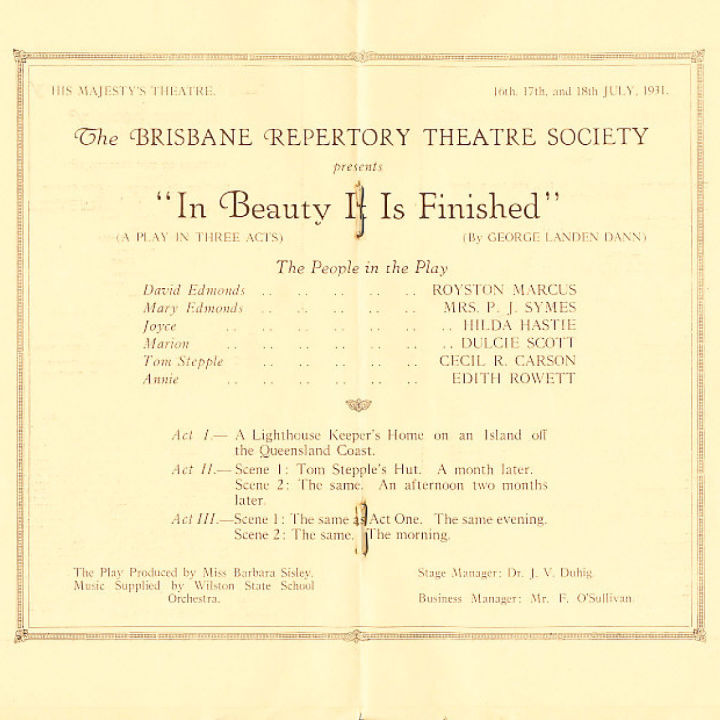 HIS MAJESTY'S THEATRE. 16th, 17th, and 18th JULY, 1931.
The BRISBANE REPERTORY THEATRE SOCIETY
presents
"In Beauty It Is Finished"
(A PLAY IN THREE ACTS) (By GEORGE LANDEN DANN)
The People in the Play
David Edmonds .. .. .. .. .. ROYSTON MARCUS
Mary Edmonds .. .. .. .. .. MRS. P. J. SYMES
Joyce .. .. .. .. .. .. .. HILDA HASTIE
Marion .. .. .. .. .. .. .. DULCIE SCOTT
Tom Stepple .. .. .. .. .. CECIL R. CARSON
Annie .. .. .. .. .. .. EDITH ROWETT
Act I.— A Lighthouse Keeper's Home on an Island off
the Queensland Coast.
Act II.— Scene 1: Tom Stepple's Hut. A month later.
Scene 2: The same. An afternoon two months
later.
Act III.—Scene 1: The same as Act One. The same evening.
Scene 2: The same. The morning.
The Play Produced by Miss Barbara Sisley. Stage Manager: Dr. J. V. Duhig.
Music Supplied by Wilston State School
Orchestra. Business Manager: Mr. F. O'Sullivan.